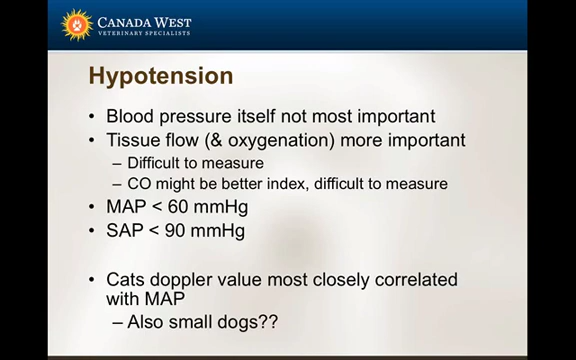 CANADA WEST
VETERINARY SPECIALISTS
Hypotension
• Blood pressure itself not most important
• Tissue flow (& oxygenation) more important
– Difficult to measure
– CO might be better index, difficult to measure
• MAP < 60 mmHg
• SAP < 90 mmHg
• Cats doppler value most closely correlated
with MAP
– Also small dogs??